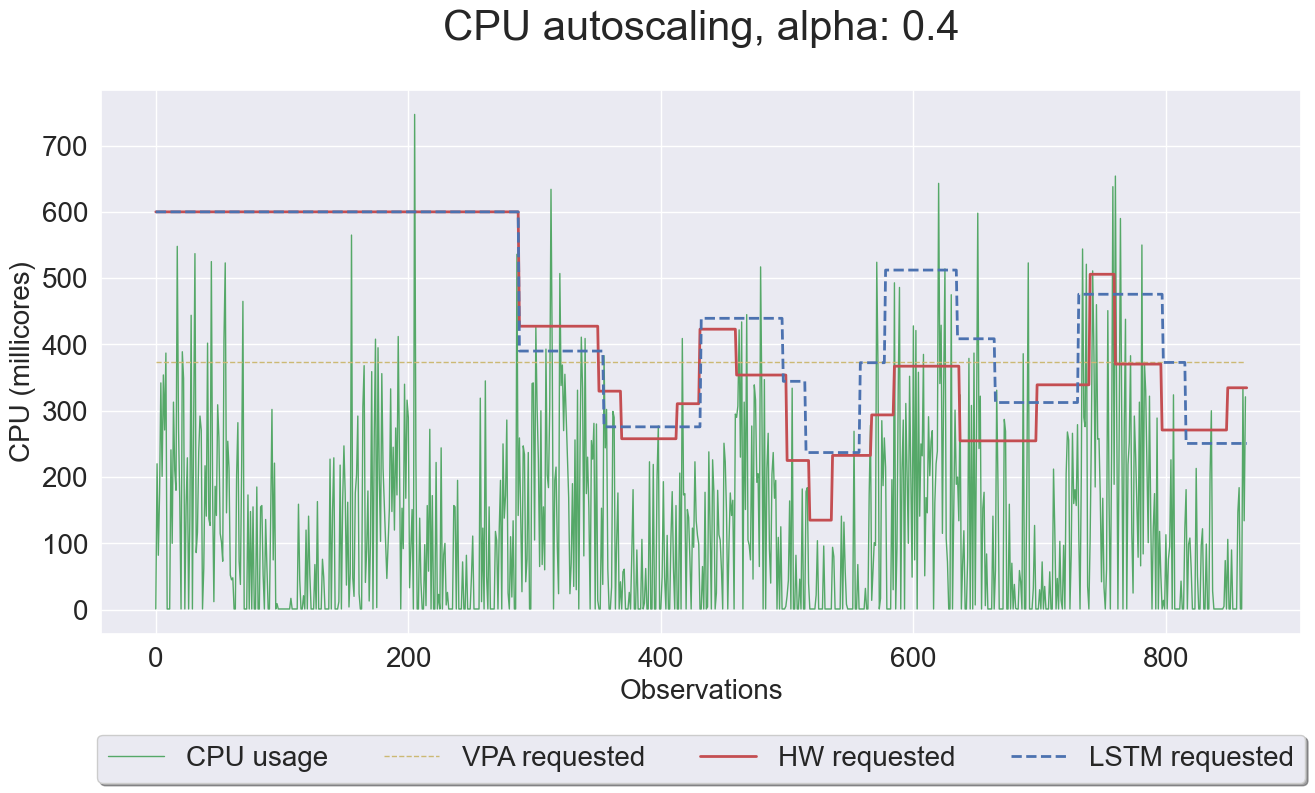 CPU autoscaling, alpha: 0.4
700
600
500
400
300
200
100
0
CPU (millicores)
0 200 400 600 800
Observations
CPU usage VPA requested HW requested LSTM requested